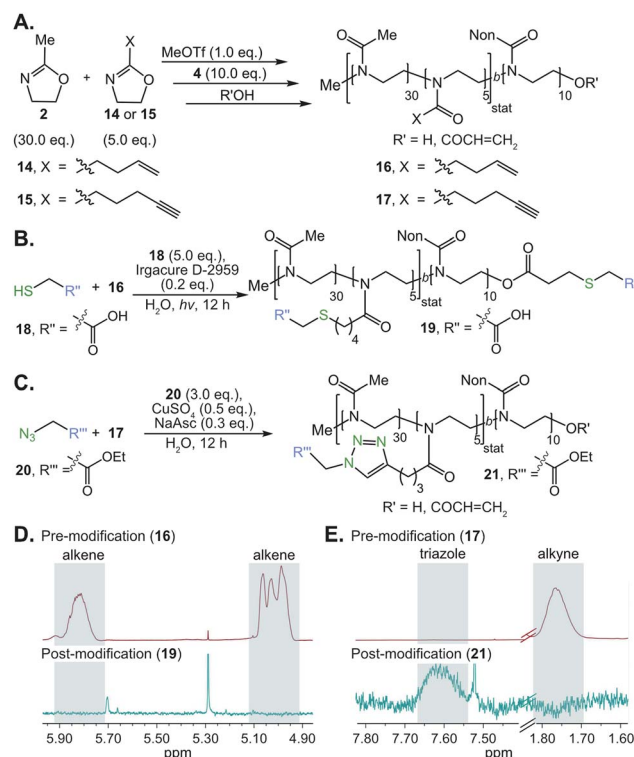 A.
Me
N
O
2
+
X
N
O
14 or 15
(30.0 eq.)
(5.0 eq.)
MeOTf (1.0 eq.)
4 (10.0 eq.)
R'OH
O
Me
Non
O
Me
N
30
N
5
stat
b
N
10
OR'
X
O
R' = H, COCH=CH2
14, X =
15, X =
16, X =
17, X =
B.
HS
R"
+ 16
18, R" =
OH
O
18 (5.0 eq.),
Irgacure D-2959
(0.2 eq.)
H2O, hν, 12 h
O
Me
Non
O
Me
N
30
N
5
stat
b
N
10
O
O
S
R
R"
S
4
O
19, R" =
OH
O
C.
N3
R'''
+ 17
20, R''' =
OEt
O
20 (3.0 eq.),
CuSO4 (0.5 eq.),
NaAsc (0.3 eq.)
H2O, 12 h
O
Me
Non
O
Me
N
30
N
5
stat
b
N
10
OR'
R'''
N
N=N
3
O
R' = H, COCH=CH2
21, R''' =
OEt
O
D. Pre-modification (16)
alkene
alkene
Post-modification (19)
5.90 5.70 5.50 5.30 5.10 4.90
ppm
E. Pre-modification (17)
triazole
alkyne
Post-modification (21)
7.80 7.70 7.60 7.50 1.80 1.70 1.60
ppm